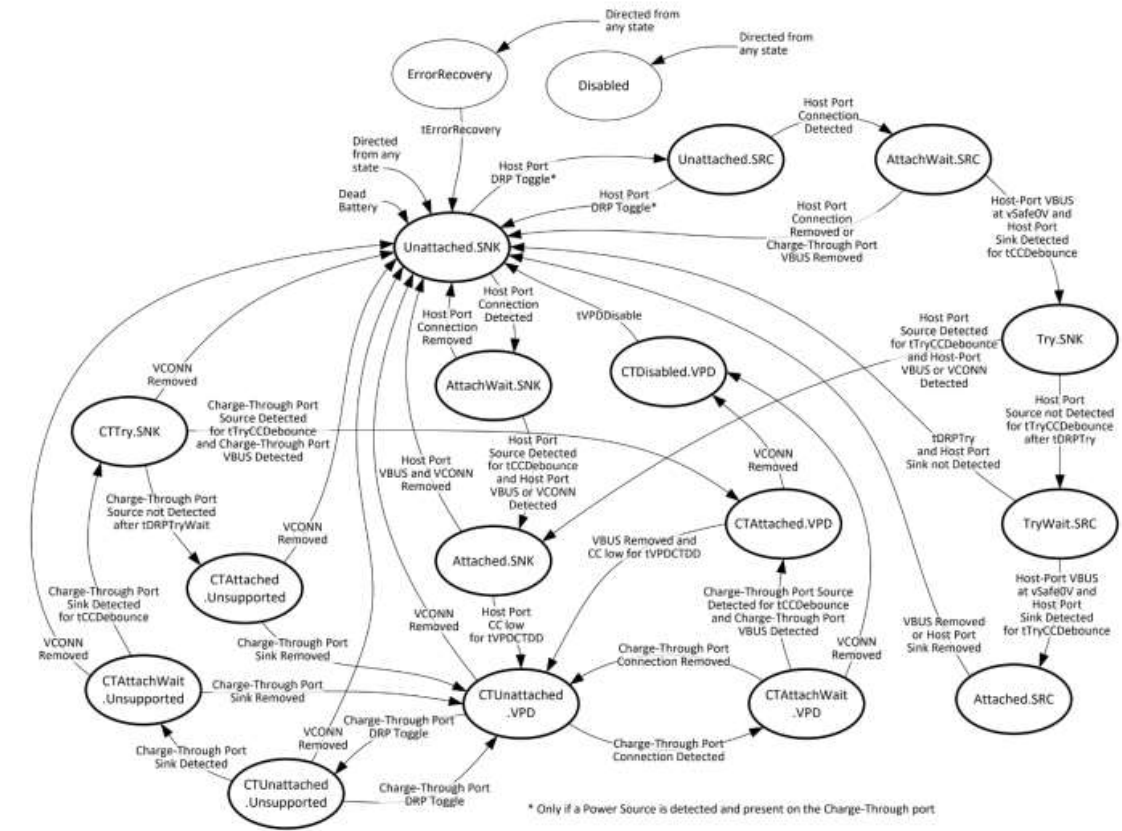 Directed from
any state
Directed from
any state
ErrorRecovery
Disabled
tErrorRecovery
Host Port
Connection
Detected
Directed
from any
state
Host Port
DRP Toggle*
Unattached.SRC
AttachWait.SRC
Dead
Battery
Host Port
DRP Toggle*
Host Port
Connection
Removed or
Charge-Through Port
VBUS Removed
Host-Port VBUS
at vSafe0V and
Host Port
Sink Detected
for tCCDebounce
Unattached.SNK
Host Port
Connection
Detected
Host Port
Connection
Removed
tVPDDisable
Host Port
Source Detected
for tTryCCDebounce
and Host-Port
VBUS or VCONN
Detected
Try.SNK
VCONN
Removed
AttachWait.SNK
CTDisabled.VPD
Charge-Through Port
Source Detected
for tTryCCDebounce
and Charge-Through Port
VBUS Detected
CTTry.SNK
Host Port
Source not Detected
for tTryCCDebounce
after tDRPTry
Host Port
Source Detected
for tCCDebounce
and Host Port
VBUS or VCONN
Detected
Host Port
VBUS and VCONN
Removed
VCONN
Removed
tDRPTry
and Host Port
Sink not Detected
Charge-Through Port
Source not Detected
after tDRPTryWait
VCONN
Removed
CTAttached.VPD
TryWait.SRC
VBUS Removed and
CC low for tVPDCTDD
Attached.SNK
CTAttached
.Unsupported
Host-Port VBUS
at vSafe0V and
Host Port
Sink Detected
for tTryCCDebounce
Charge-Through Port
Sink Detected
for tCCDebounce
Host Port
CC low
for tVPDCTDD
VCONN
Removed
Charge-Through Port Source
Detected for tCCDebounce
and Charge-Through Port
VBUS Detected
VBUS Removed
or Host Port
Sink Removed
VCONN
Removed
Charge-Through Port
Sink Removed
Charge-Through Port
Connection Removed
VCONN
Removed
CTAttachWait
.Unsupported
Charge-Through Port
Sink Removed
CTUnattached
.VPD
CTAttachWait
.VPD
Attached.SRC
VCONN
Removed
Charge-Through Port
DRP Toggle
Charge-Through Port
Connection Detected
Charge-Through Port
Sink Detected
CTUnattached
.Unsupported
Charge-Through Port
DRP Toggle
* Only if a Power Source is detected and present on the Charge-Through port